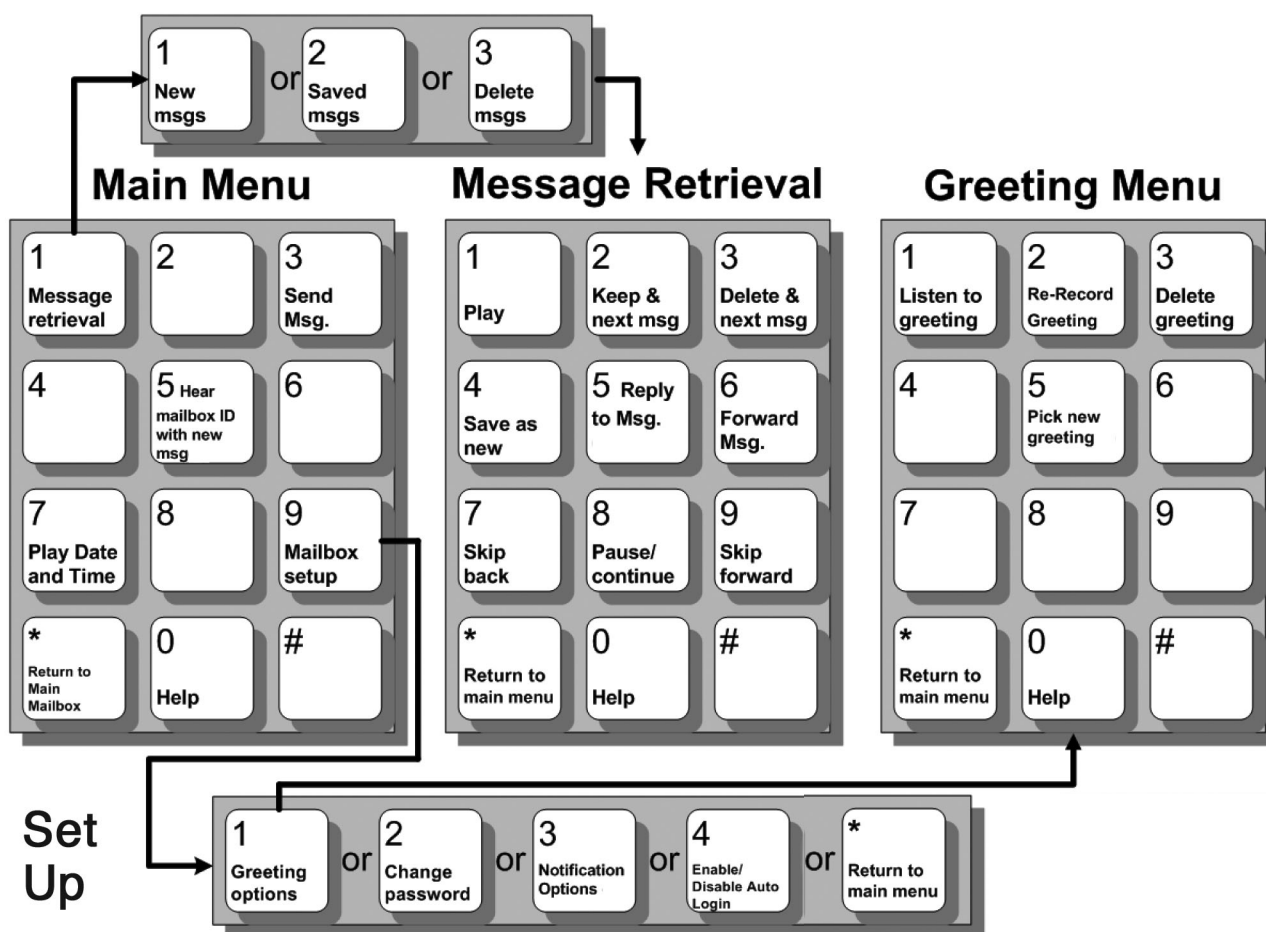 1
New
msgs
or
2
Saved
msgs
or
3
Delete
msgs
Main Menu
1
Message
retrieval
2
3
Send
Msg.
4
5 Hear
mailbox ID
with new
msg
6
7
Play Date
and Time
8
9
Mailbox
setup
*
Return to
Main
Mailbox
0
Help
#
Message Retrieval
1
Play
2
Keep &
next msg
3
Delete &
next msg
4
Save as
new
5 Reply
to Msg.
6
Forward
Msg.
7
Skip
back
8
Pause/
continue
9
Skip
forward
*
Return to
main menu
0
Help
#
Greeting Menu
1
Listen to
greeting
2
Re-Record
Greeting
3
Delete
greeting
4
5
Pick new
greeting
6
7
8
9
*
Return to
main menu
0
Help
#
Set
Up
1
Greeting
options
or
2
Change
password
or
3
Notification
Options
or
4
Enable/
Disable Auto
Login
or
*
Return to
main menu